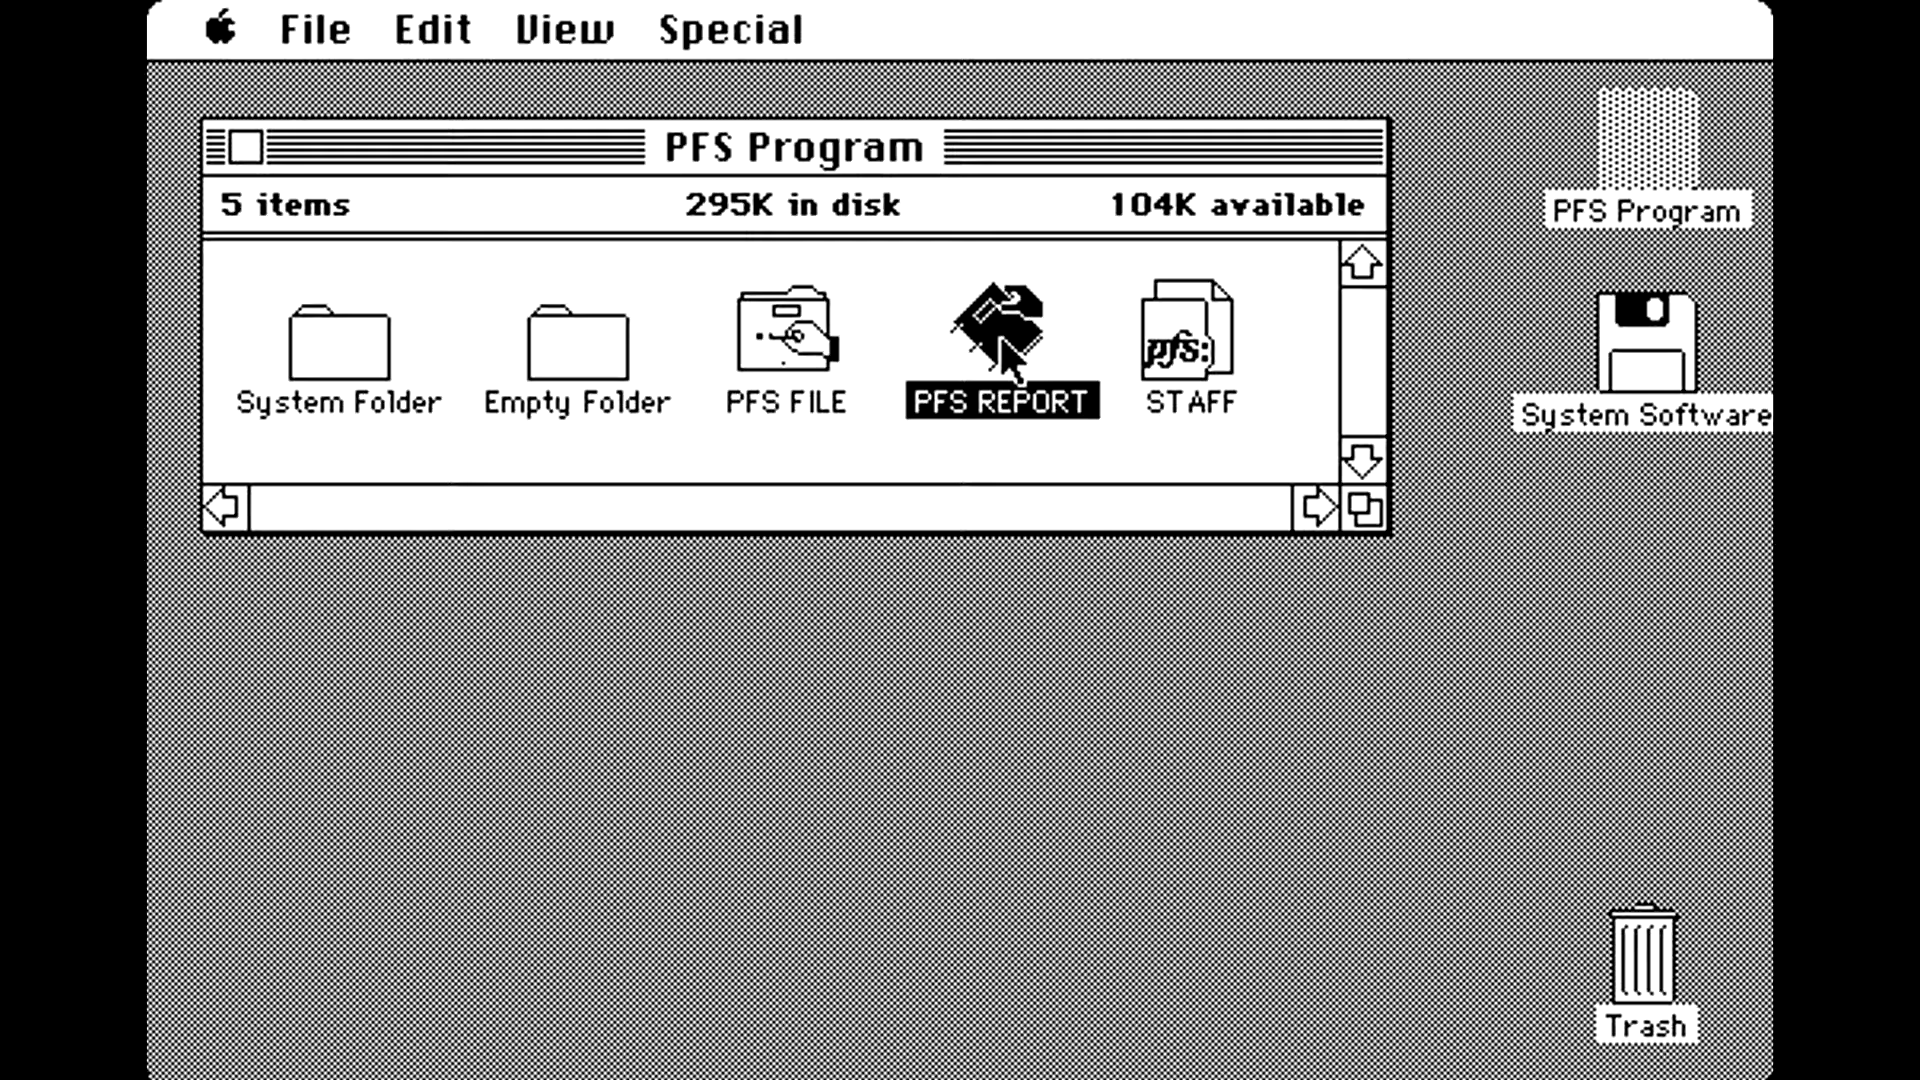 File Edit View Special
PFS Program
5 items 295K in disk 104K available
System Folder Empty Folder PFS FILE PFS REPORT STAFF
pfs:
PFS Program
System Software
Trash